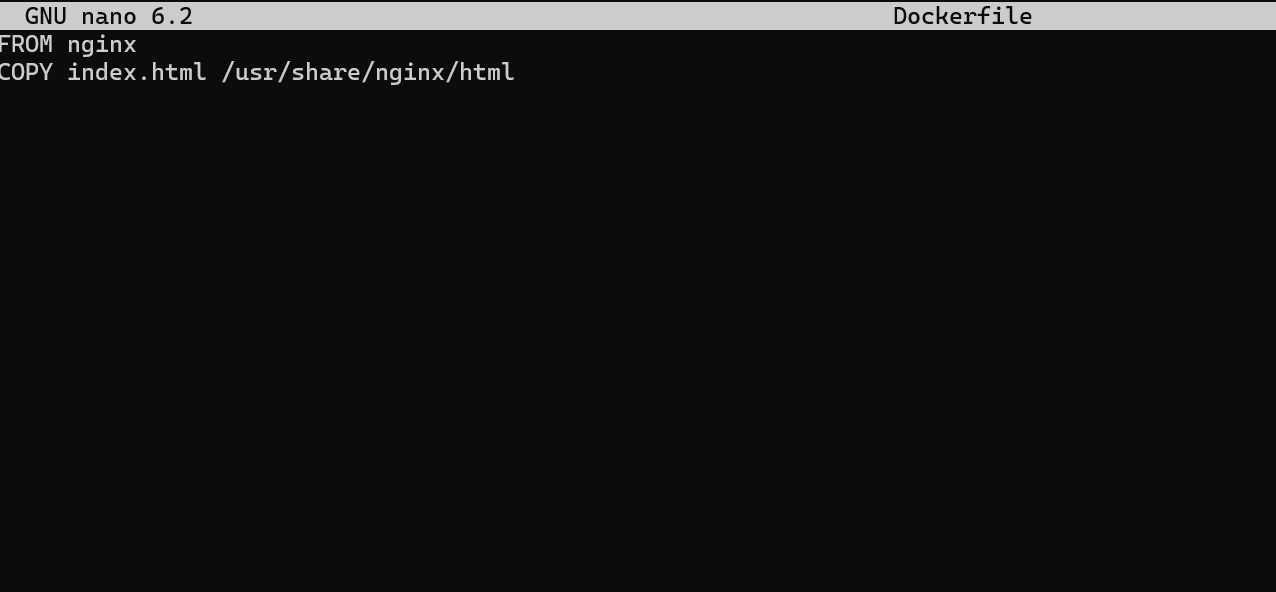 GNU nano 6.2 Dockerfile
FROM nginx
COPY index.html /usr/share/nginx/html